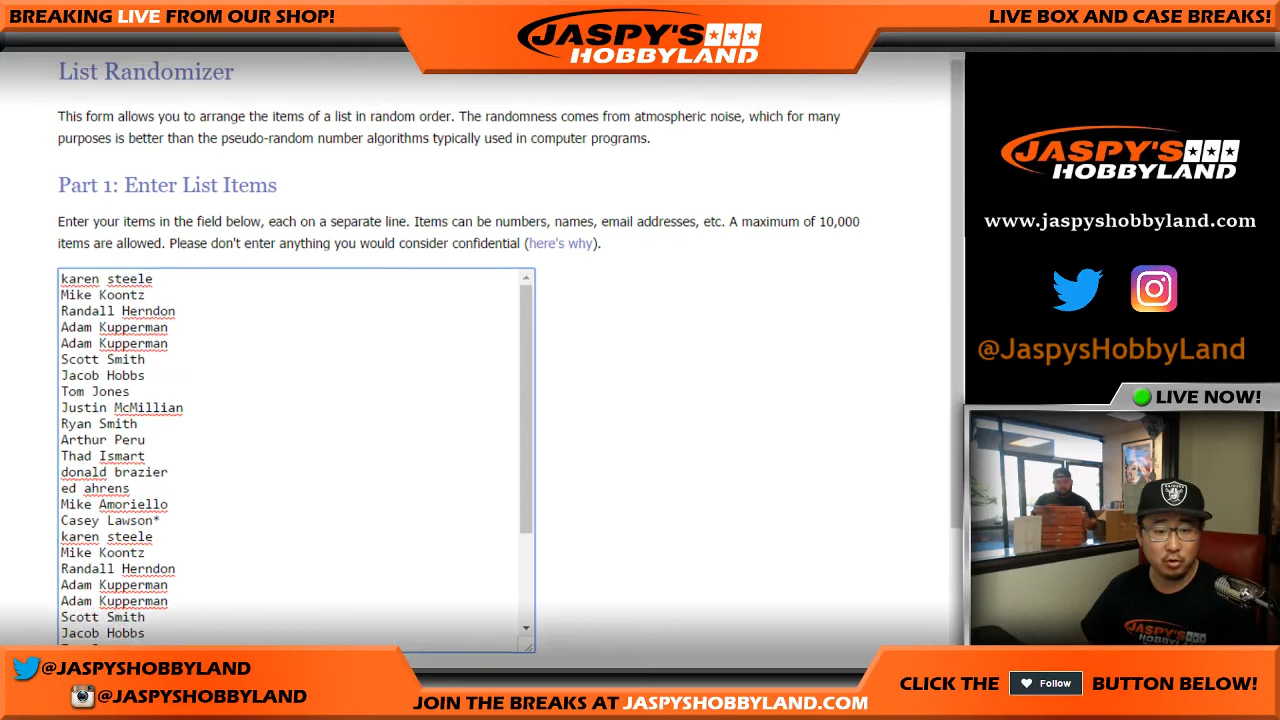 BREAKING LIVE FROM OUR SHOP!
JASPY'S
HOBBYLAND
LIVE BOX AND CASE BREAKS!
List Randomizer
This form allows you to arrange the items of a list in random order. The randomness comes from atmospheric noise, which for many
purposes is better than the pseudo-random number algorithms typically used in computer programs.
Part 1: Enter List Items
Enter your items in the field below, each on a separate line. Items can be numbers, names, email addresses, etc. A maximum of 10,000
items are allowed. Please don't enter anything you would consider confidential (here's why).
karen steele
Mike Koontz
Randall Herndon
Adam Kupperman
Adam Kupperman
Scott Smith
Jacob Hobbs
Tom Jones
Justin McMillian
Ryan Smith
Arthur Peru
Thad Ismart
donald brazier
ed ahrens
Mike Amoriello
Casey Lawson*
karen steele
Mike Koontz
Randall Herndon
Adam Kupperman
Adam Kupperman
Scott Smith
Jacob Hobbs
JASPY'S
HOBBYLAND
www.jaspyshobbyland.com
@JaspysHobbyLand
LIVE NOW!
RAIDERS
JASPY'S
HOBBYLAND
@JASPYSHOBBYLAND
@JASPYSHOBBYLAND
JOIN THE BREAKS AT JASPYSHOBBYLAND.COM
CLICK THE Follow BUTTON BELOW!